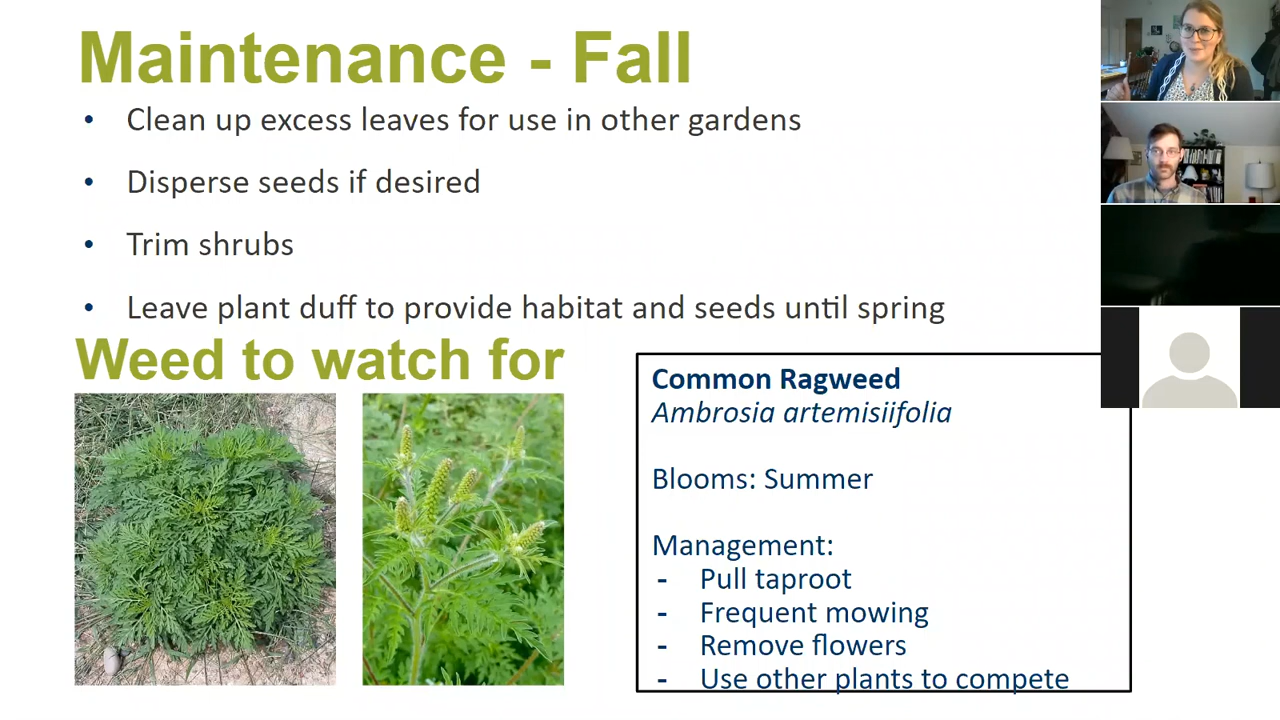 Maintenance - Fall
• Clean up excess leaves for use in other gardens
• Disperse seeds if desired
• Trim shrubs
• Leave plant duff to provide habitat and seeds until spring
Weed to watch for
Common Ragweed
Ambrosia artemisiifolia
Blooms: Summer
Management:
- Pull taproot
- Frequent mowing
- Remove flowers
- Use other plants to compete